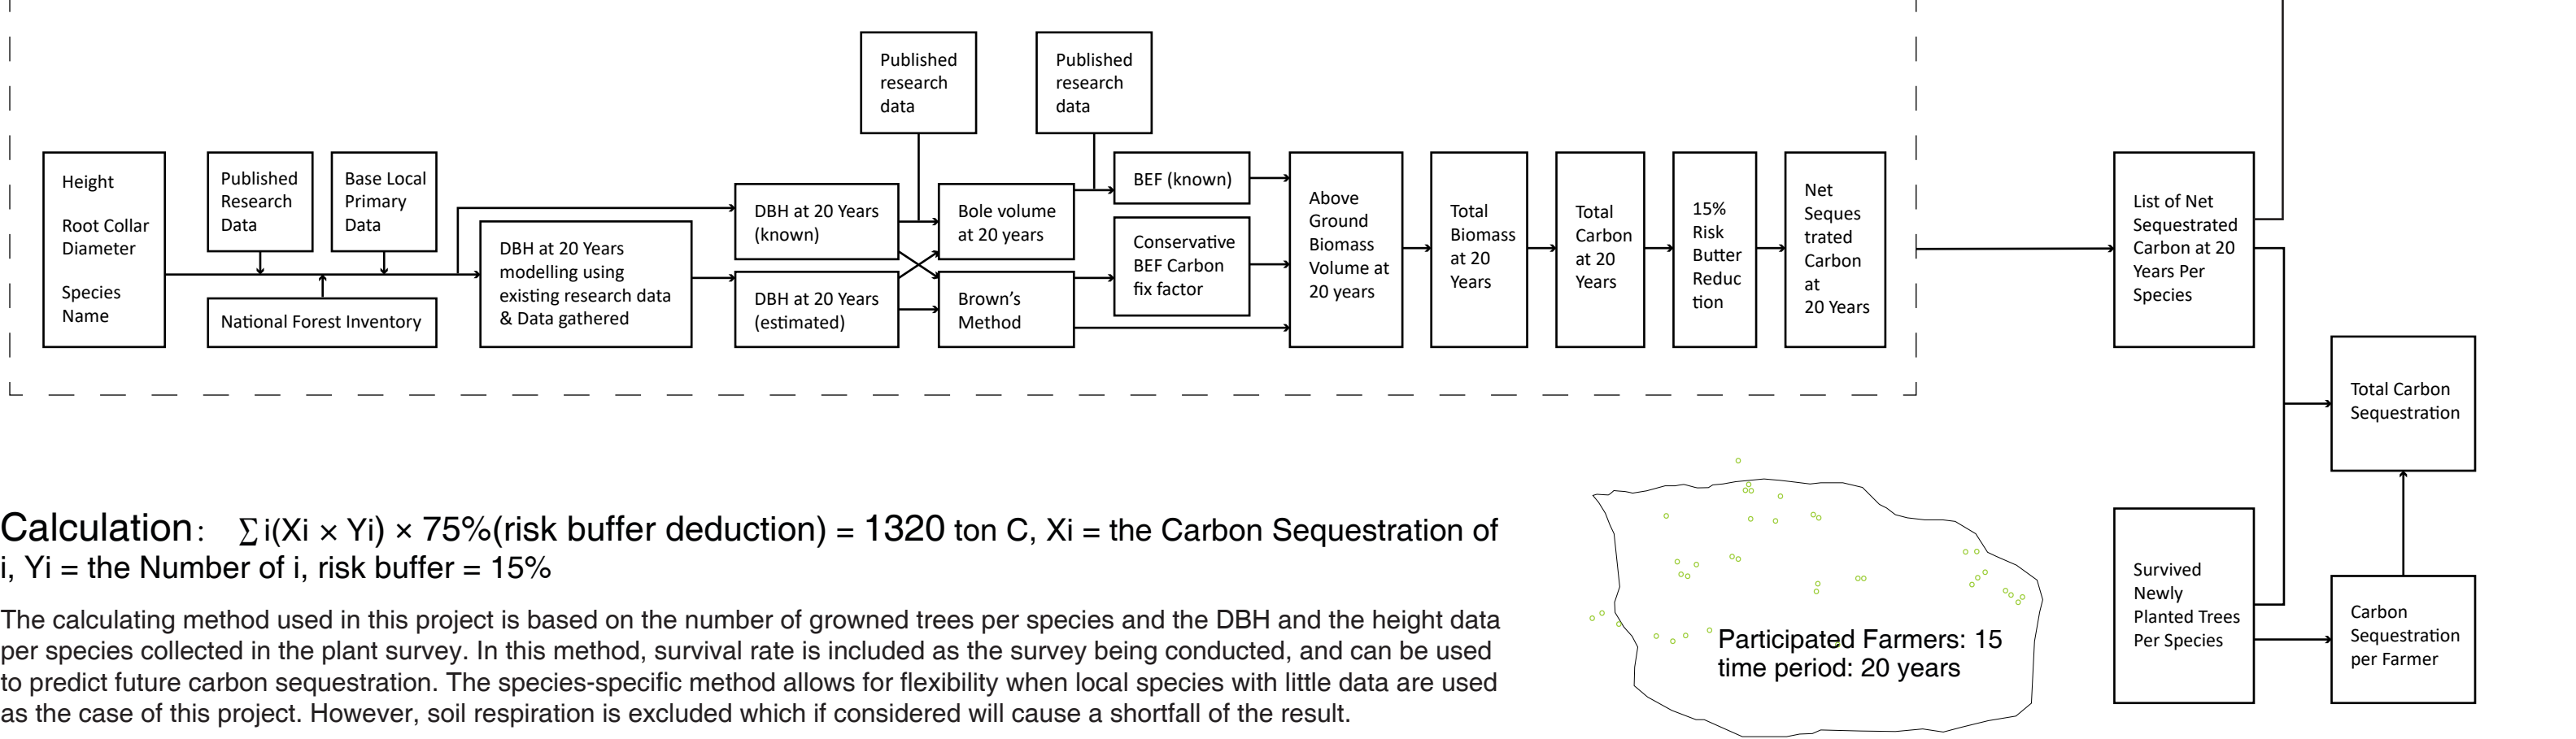 Published
research
data
Published
research
data
Height
Root Collar
Diameter
Species
Name
Published
Research
Data
Base Local
Primary
Data
National Forest Inventory
DBH at 20 Years
modelling using
existing research data
& Data gathered
DBH at 20 Years
(known)
DBH at 20 Years
(estimated)
Bole volume
at 20 years
Brown's
Method
BEF (known)
Conservative
BEF Carbon
fix factor
Above
Ground
Biomass
Volume at
20 years
Total
Biomass
at 20
Years
Total
Carbon
at 20
Years
15%
Risk
Butter
Reduc
tion
Net
Seques
trated
Carbon
at
20 Years
List of Net
Sequestrated
Carbon at 20
Years Per
Species
Total Carbon
Sequestration
Survived
Newly
Planted Trees
Per Species
Carbon
Sequestration
per Farmer
Calculation: ∑i(Xi × Yi) × 75%(risk buffer deduction) = 1320 ton C, Xi = the Carbon Sequestration of
i, Yi = the Number of i, risk buffer = 15%
The calculating method used in this project is based on the number of growned trees per species and the DBH and the height data
per species collected in the plant survey. In this method, survival rate is included as the survey being conducted, and can be used
to predict future carbon sequestration. The species-specific method allows for flexibility when local species with little data are used
as the case of this project. However, soil respiration is excluded which if considered will cause a shortfall of the result.
Participated Farmers: 15
time period: 20 years